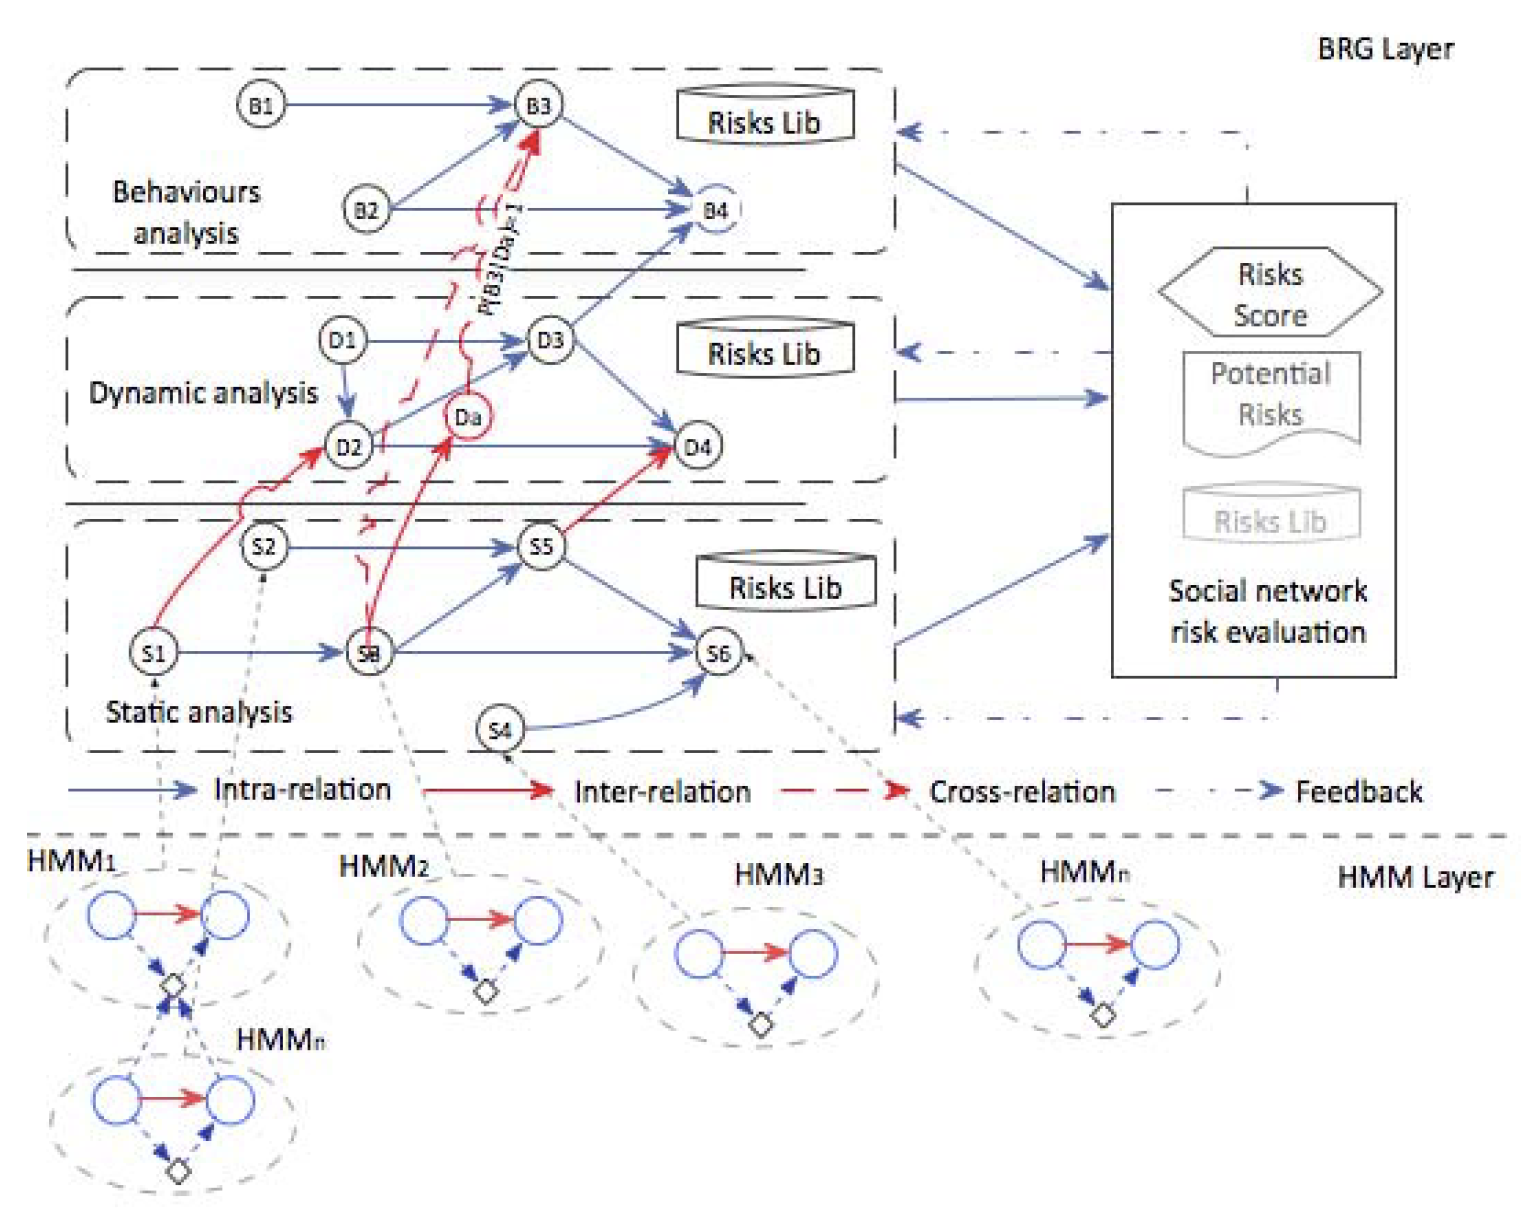 BRG Layer
B1
B3
Risks Lib
Behaviours
analysis
B2
B4
P(B3|Da)=1
Risks
Score
D1
D3
Risks Lib
Potential
Risks
Dynamic analysis
Da
D2
D4
Risks Lib
S2
S5
Risks Lib
Social network
risk evaluation
S1
S3
S6
Static analysis
S4
Intra-relation
Inter-relation
Cross-relation
Feedback
HMM1
HMM2
HMM3
HMMn
HMM Layer
HMMn